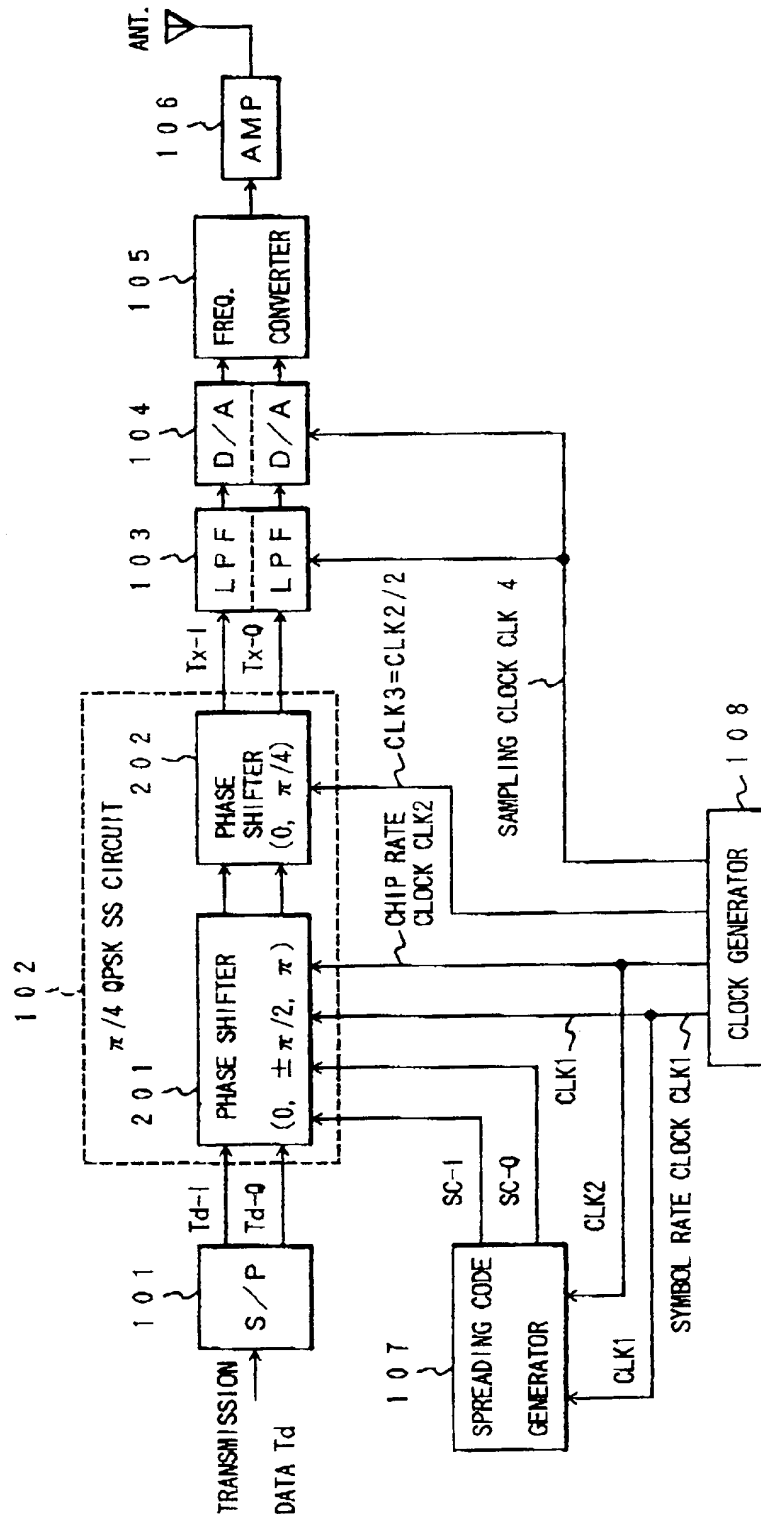 102
π/4 QPSK SS CIRCUIT
TRANSMISSION
DATA Td
101
S/P
Td-I
Td-Q
201
PHASE SHIFTER
(0, ±π/2, π)
202
PHASE
SHIFTER
(0, π/4)
Tx-I
Tx-Q
103
LPF
LPF
104
D/A
D/A
105
FREQ.
CONVERTER
106
AMP
ANT.
107
SPREADING CODE
GENERATOR
SC-I
SC-Q
CLK1
CLK2
CLK1
SYMBOL RATE CLOCK CLK1
CHIP RATE
CLOCK CLK2
CLK3=CLK2/2
SAMPLING CLOCK CLK 4
CLOCK GENERATOR
108